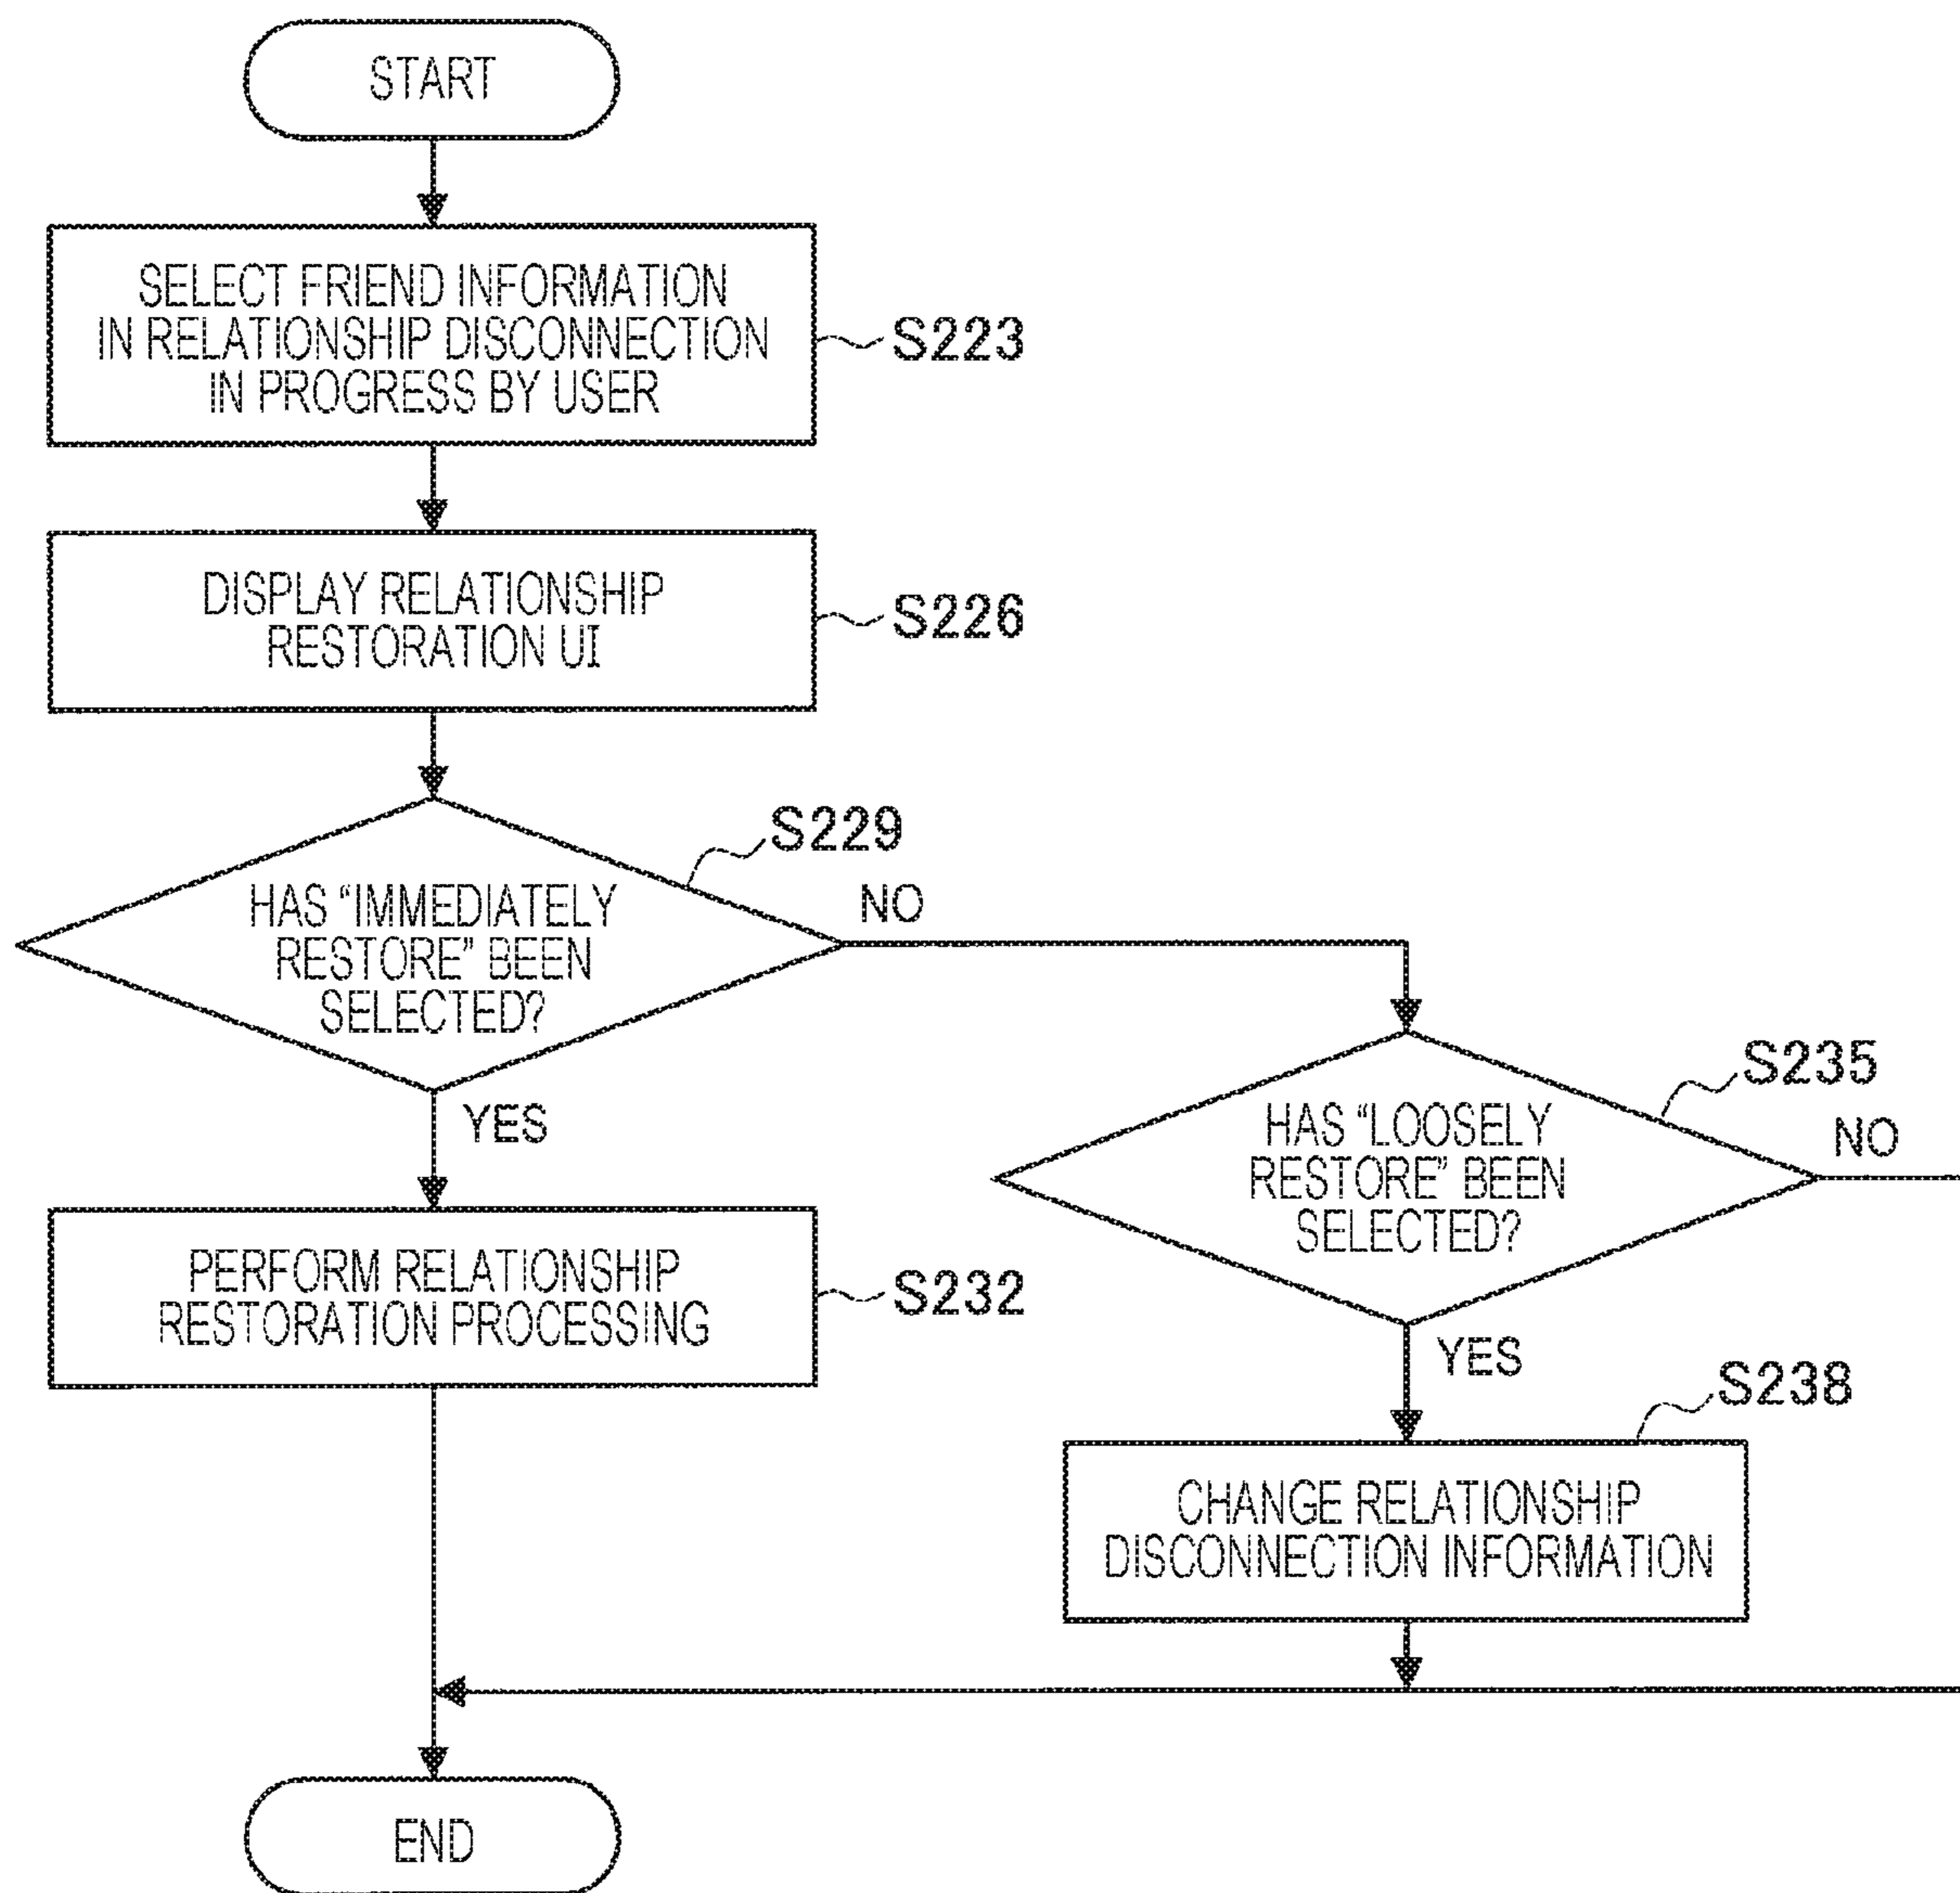 START
SELECT FRIEND INFORMATION
IN RELATIONSHIP DISCONNECTION
IN PROGRESS BY USER
S223
DISPLAY RELATIONSHIP
RESTORATION UI
S226
S229
HAS “IMMEDIATELY
RESTORE” BEEN
SELECTED?
NO
YES
S235
HAS “LOOSELY
RESTORE” BEEN
SELECTED?
NO
YES
PERFORM RELATIONSHIP
RESTORATION PROCESSING
S232
S238
CHANGE RELATIONSHIP
DISCONNECTION INFORMATION
END